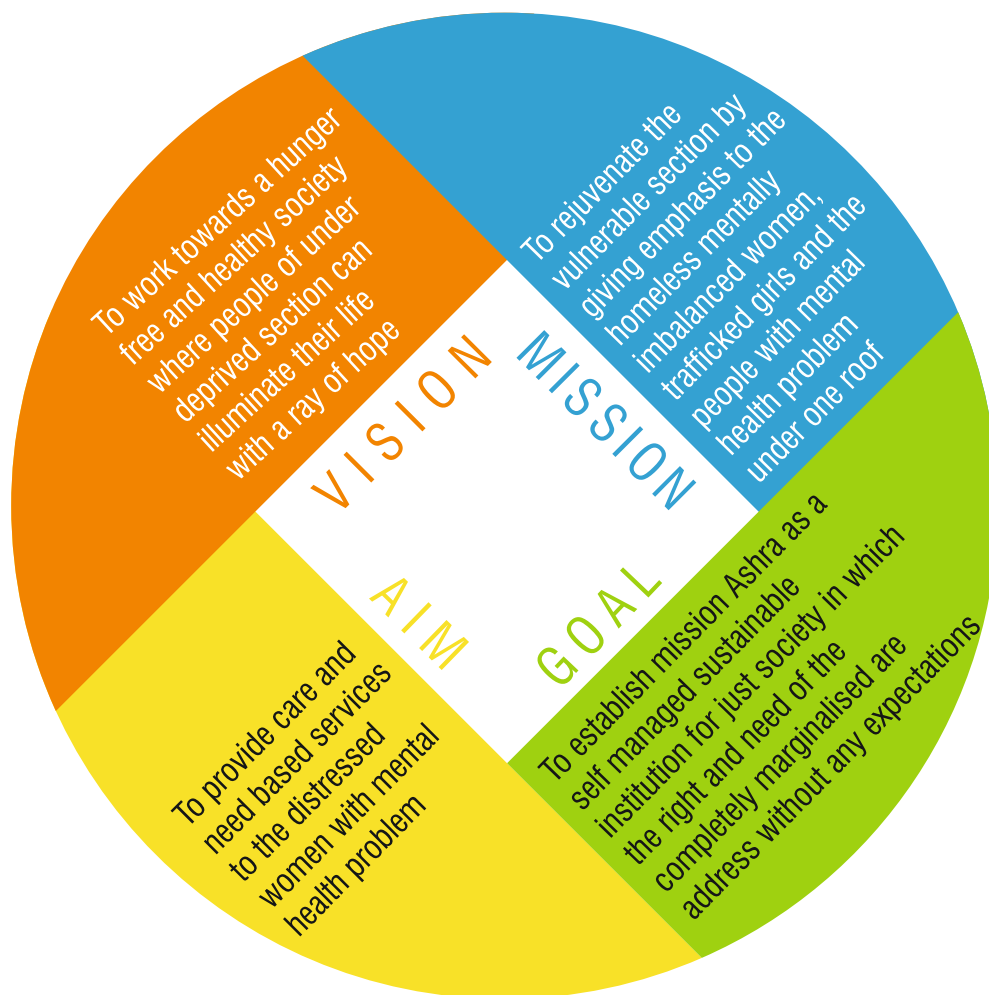 To work towards a hunger
free and healthy society
where people of under
deprived section can
illuminate their life
with a ray of hope
VISION
To rejuvenate the
vulnerable section by
giving emphasis to the
homeless mentally
imbalanced women,
trafficked girls and the
people with mental
health problem
under one roof
MISSION
To provide care and
need based services
to the distressed
women with mental
health problem
AIM
To establish mission Ashra as a
self managed sustainable
institution for just society in which
the right and need of the
completely marginalised are
address without any expectations
GOAL